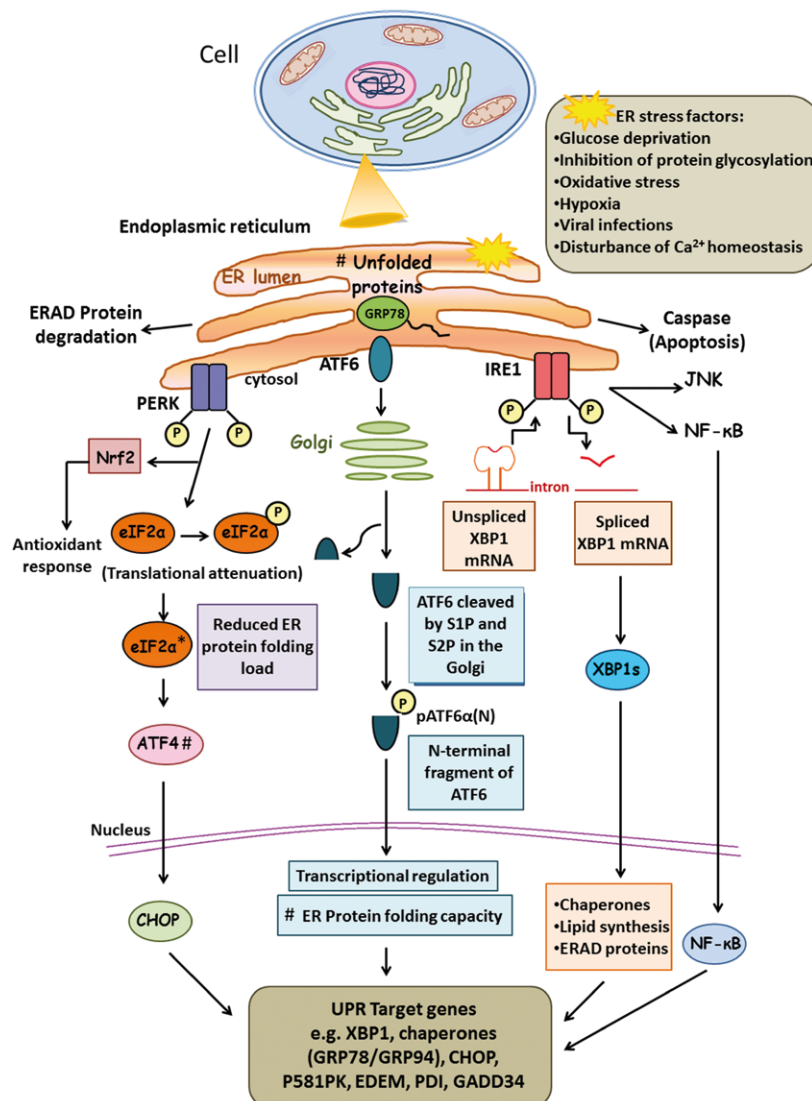 Cell
ER stress factors:
•Glucose deprivation
•Inhibition of protein glycosylation
•Oxidative stress
•Hypoxia
•Viral infections
•Disturbance of Ca²⁺ homeostasis
Endoplasmic reticulum
ER lumen
# Unfolded
proteins
GRP78
ERAD Protein
degradation
Caspase
(Apoptosis)
ATF6
IRE1
JNK
cytosol
PERK
P
P
P
P
NF-κB
Golgi
Nrf2
intron
Antioxidant
response
eIF2α
eIF2α
P
(Translational attenuation)
Unspliced
XBP1
mRNA
Spliced
XBP1 mRNA
eIF2α*
Reduced ER
protein folding
load
ATF6 cleaved
by S1P and
S2P in the
Golgi
XBP1s
P
pATF6α(N)
ATF4#
N-terminal
fragment of
ATF6
Nucleus
Transcriptional regulation
# ER Protein folding capacity
CHOP
•Chaperones
•Lipid synthesis
•ERAD proteins
NF-κB
UPR Target genes
e.g. XBP1, chaperones
(GRP78/GRP94), CHOP,
P581PK, EDEM, PDI, GADD34